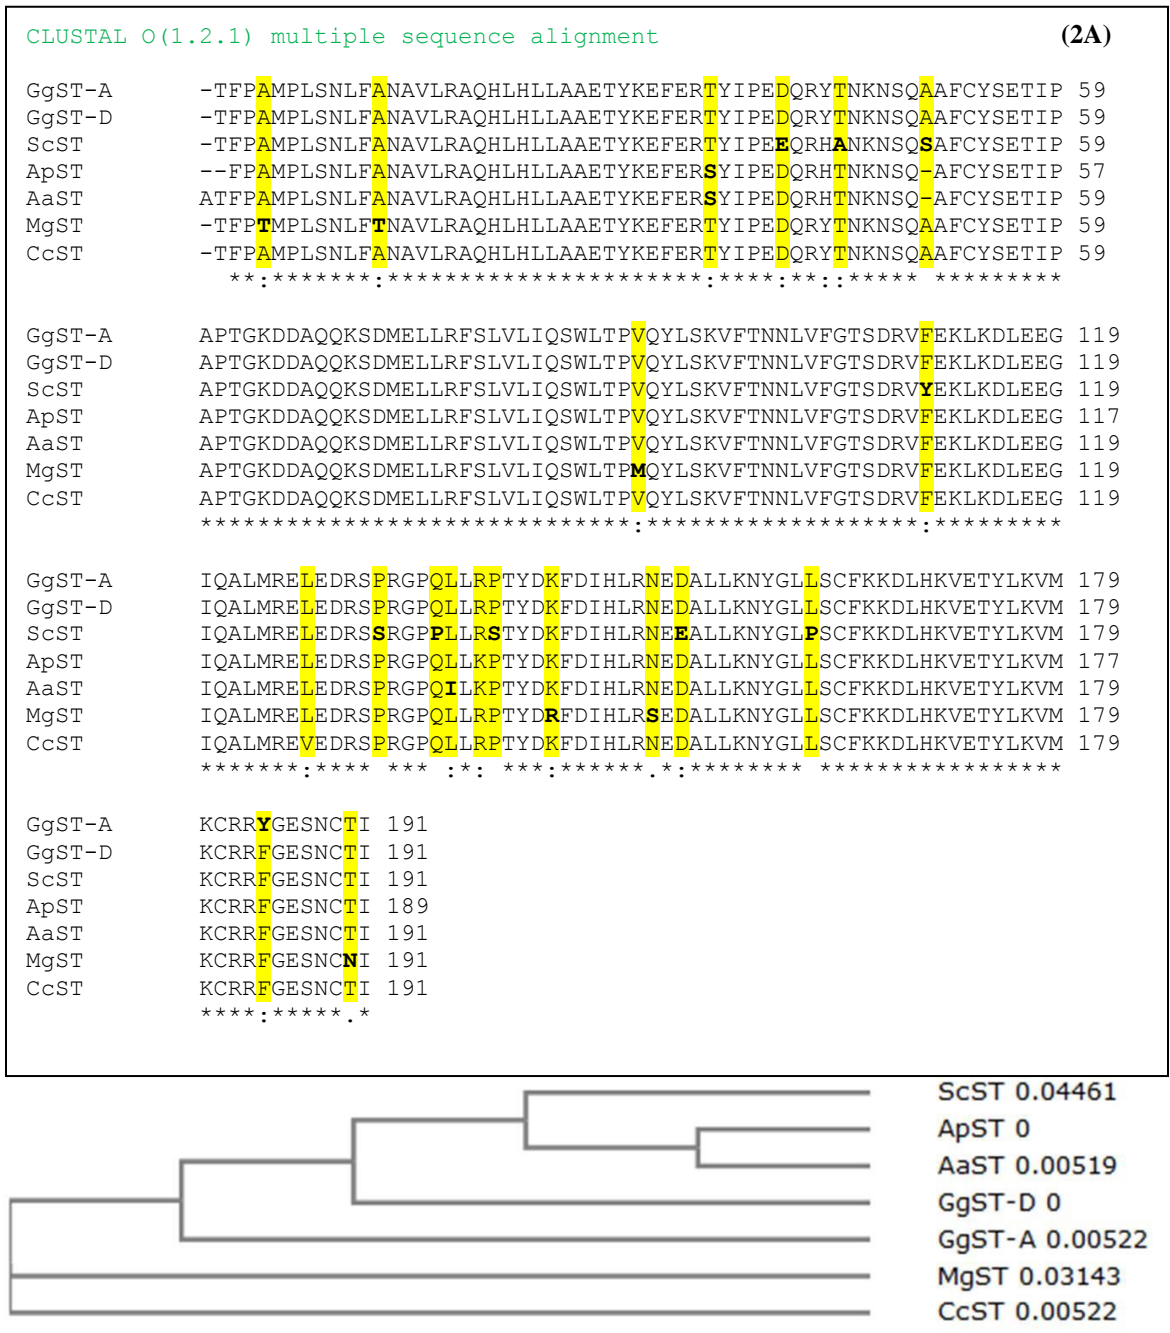 CLUSTAL O(1.2.1) multiple sequence alignment (2A)
GgST-A -TFPAMPLSNLFANAVLRAQHLHLLAAETYKEFERTYIPEDQRYTNKNSQAAFCYSETIP 59
GgST-D -TFPAMPLSNLFANAVLRAQHLHLLAAETYKEFERTYIPEDQRYTNKNSQAAFCYSETIP 59
ScST -TFPAMPLSNLFANAVLRAQHLHLLAAETYKEFERTYIPEEQRHANKNSQSAFCYSETIP 59
ApST --FPAMPLSNLFANAVLRAQHLHLLAAETYKEFERSYIPEDQRHTNKNSQ-AFCYSETIP 57
AaST ATFPAMPLSNLFANAVLRAQHLHLLAAETYKEFERSYIPEDQRHTNKNSQ-AFCYSETIP 59
MgST -TFPTMPLSNLFTNAVLRAQHLHLLAAETYKEFERTYIPEDQRYTNKNSQAAFCYSETIP 59
CcST -TFPAMPLSNLFANAVLRAQHLHLLAAETYKEFERTYIPEDQRYTNKNSQAAFCYSETIP 59
**:*******:**********************:****:**::***** *********
GgST-A APTGKDDAQQKSDMELLRFSLVLIQSWLTPVQYLSKVFTNNLVFGTSDRVFEKLKDLEEG 119
GgST-D APTGKDDAQQKSDMELLRFSLVLIQSWLTPVQYLSKVFTNNLVFGTSDRVFEKLKDLEEG 119
ScST APTGKDDAQQKSDMELLRFSLVLIQSWLTPVQYLSKVFTNNLVFGTSDRVYEKLKDLEEG 119
ApST APTGKDDAQQKSDMELLRFSLVLIQSWLTPVQYLSKVFTNNLVFGTSDRVFEKLKDLEEG 117
AaST APTGKDDAQQKSDMELLRFSLVLIQSWLTPVQYLSKVFTNNLVFGTSDRVFEKLKDLEEG 119
MgST APTGKDDAQQKSDMELLRFSLVLIQSWLTPMQYLSKVFTNNLVFGTSDRVFEKLKDLEEG 119
CcST APTGKDDAQQKSDMELLRFSLVLIQSWLTPVQYLSKVFTNNLVFGTSDRVFEKLKDLEEG 119
******************************:*******************:*********
GgST-A IQALMRELEDRSPRGPQLLRPTYDKFDIHLRNEDALLKNYGLLSCFKKDLHKVETYLKVM 179
GgST-D IQALMRELEDRSPRGPQLLRPTYDKFDIHLRNEDALLKNYGLLSCFKKDLHKVETYLKVM 179
ScST IQALMRELEDRSSRGPPLLRSTYDKFDIHLRNEEALLKNYGLPSCFKKDLHKVETYLKVM 179
ApST IQALMRELEDRSPRGPQLLKPTYDKFDIHLRNEDALLKNYGLLSCFKKDLHKVETYLKVM 177
AaST IQALMRELEDRSPRGPQILKPTYDKFDIHLRNEDALLKNYGLLSCFKKDLHKVETYLKVM 179
MgST IQALMRELEDRSPRGPQLLRPTYDRFDIHLRSEDALLKNYGLLSCFKKDLHKVETYLKVM 179
CcST IQALMREVEDRSPRGPQLLRPTYDKFDIHLRNEDALLKNYGLLSCFKKDLHKVETYLKVM 179
*******:**** *** :*: ***:******.*:******** *****************
GgST-A KCRRYGESNCTI 191
GgST-D KCRRFGESNCTI 191
ScST KCRRFGESNCTI 191
ApST KCRRFGESNCTI 189
AaST KCRRFGESNCTI 191
MgST KCRRFGESNCNI 191
CcST KCRRFGESNCTI 191
****:*****.*
ScST 0.04461
ApST 0
AaST 0.00519
GgST-D 0
GgST-A 0.00522
MgST 0.03143
CcST 0.00522